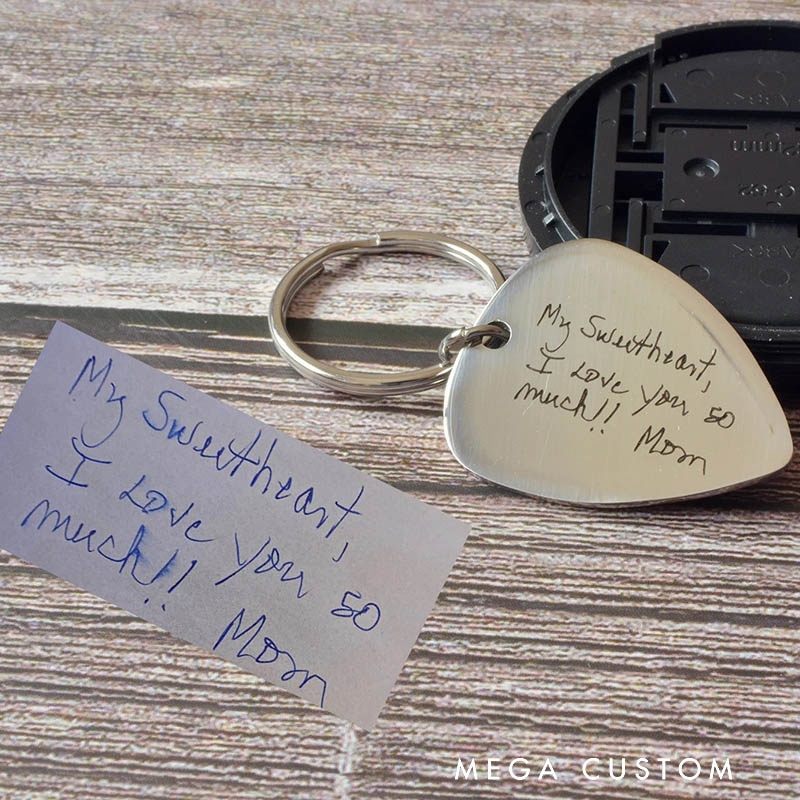 My Sweetheart,
I Love you so
much!! Mom
My Sweetheart,
I Love you so
much!! Mom
MEGA CUSTOM